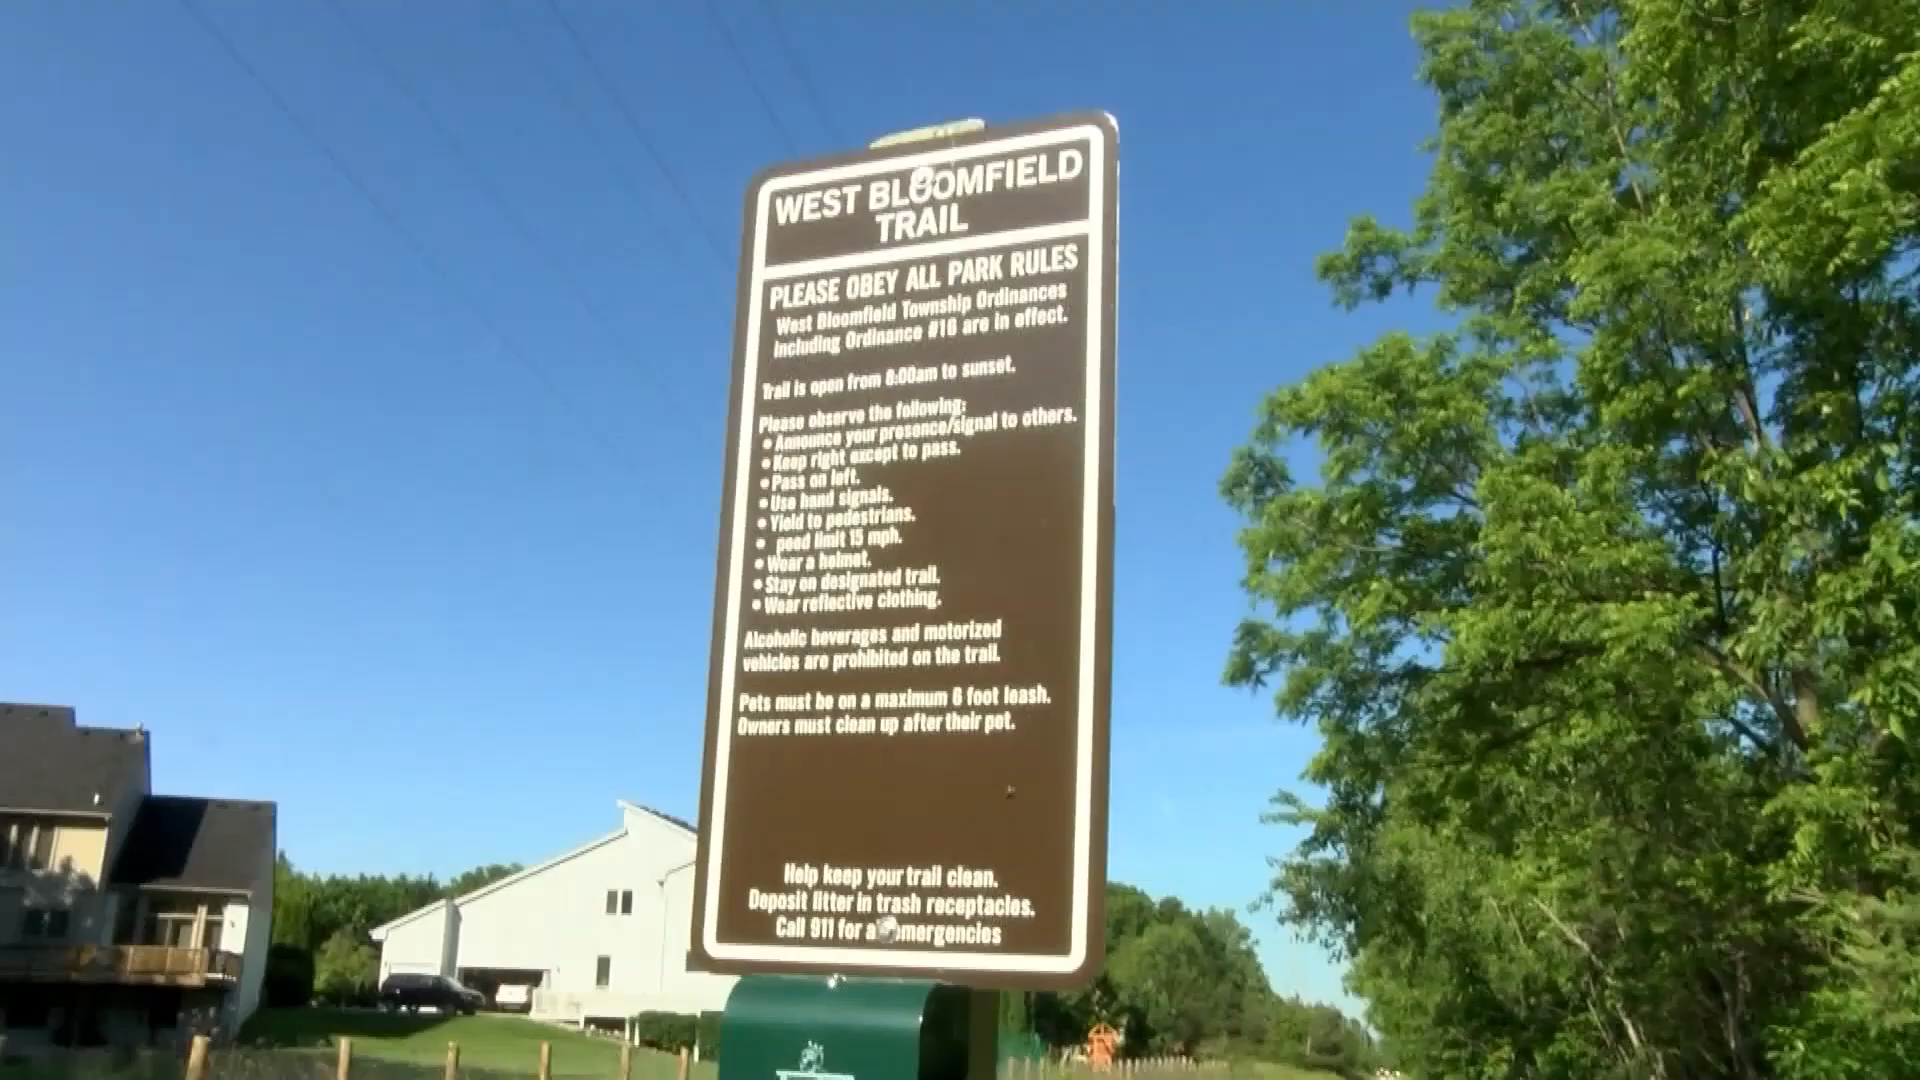 WEST BLOOMFIELD
TRAIL
PLEASE OBEY ALL PARK RULES
West Bloomfield Township Ordinances
Including Ordinance #16 are in effect.
Trail is open from 8:00am to sunset.
Please observe the following:
• Announce your presence/signal to others.
• Keep right except to pass.
• Pass on left.
• Use hand signals.
• Yield to pedestrians.
• peed limit 15 mph.
• Wear a helmet.
• Stay on designated trail.
• Wear reflective clothing.
Alcoholic beverages and motorized
vehicles are prohibited on the trail.
Pets must be on a maximum 6 foot leash.
Owners must clean up after their pet.
Help keep your trail clean.
Deposit litter in trash receptacles.
Call 911 for all emergencies